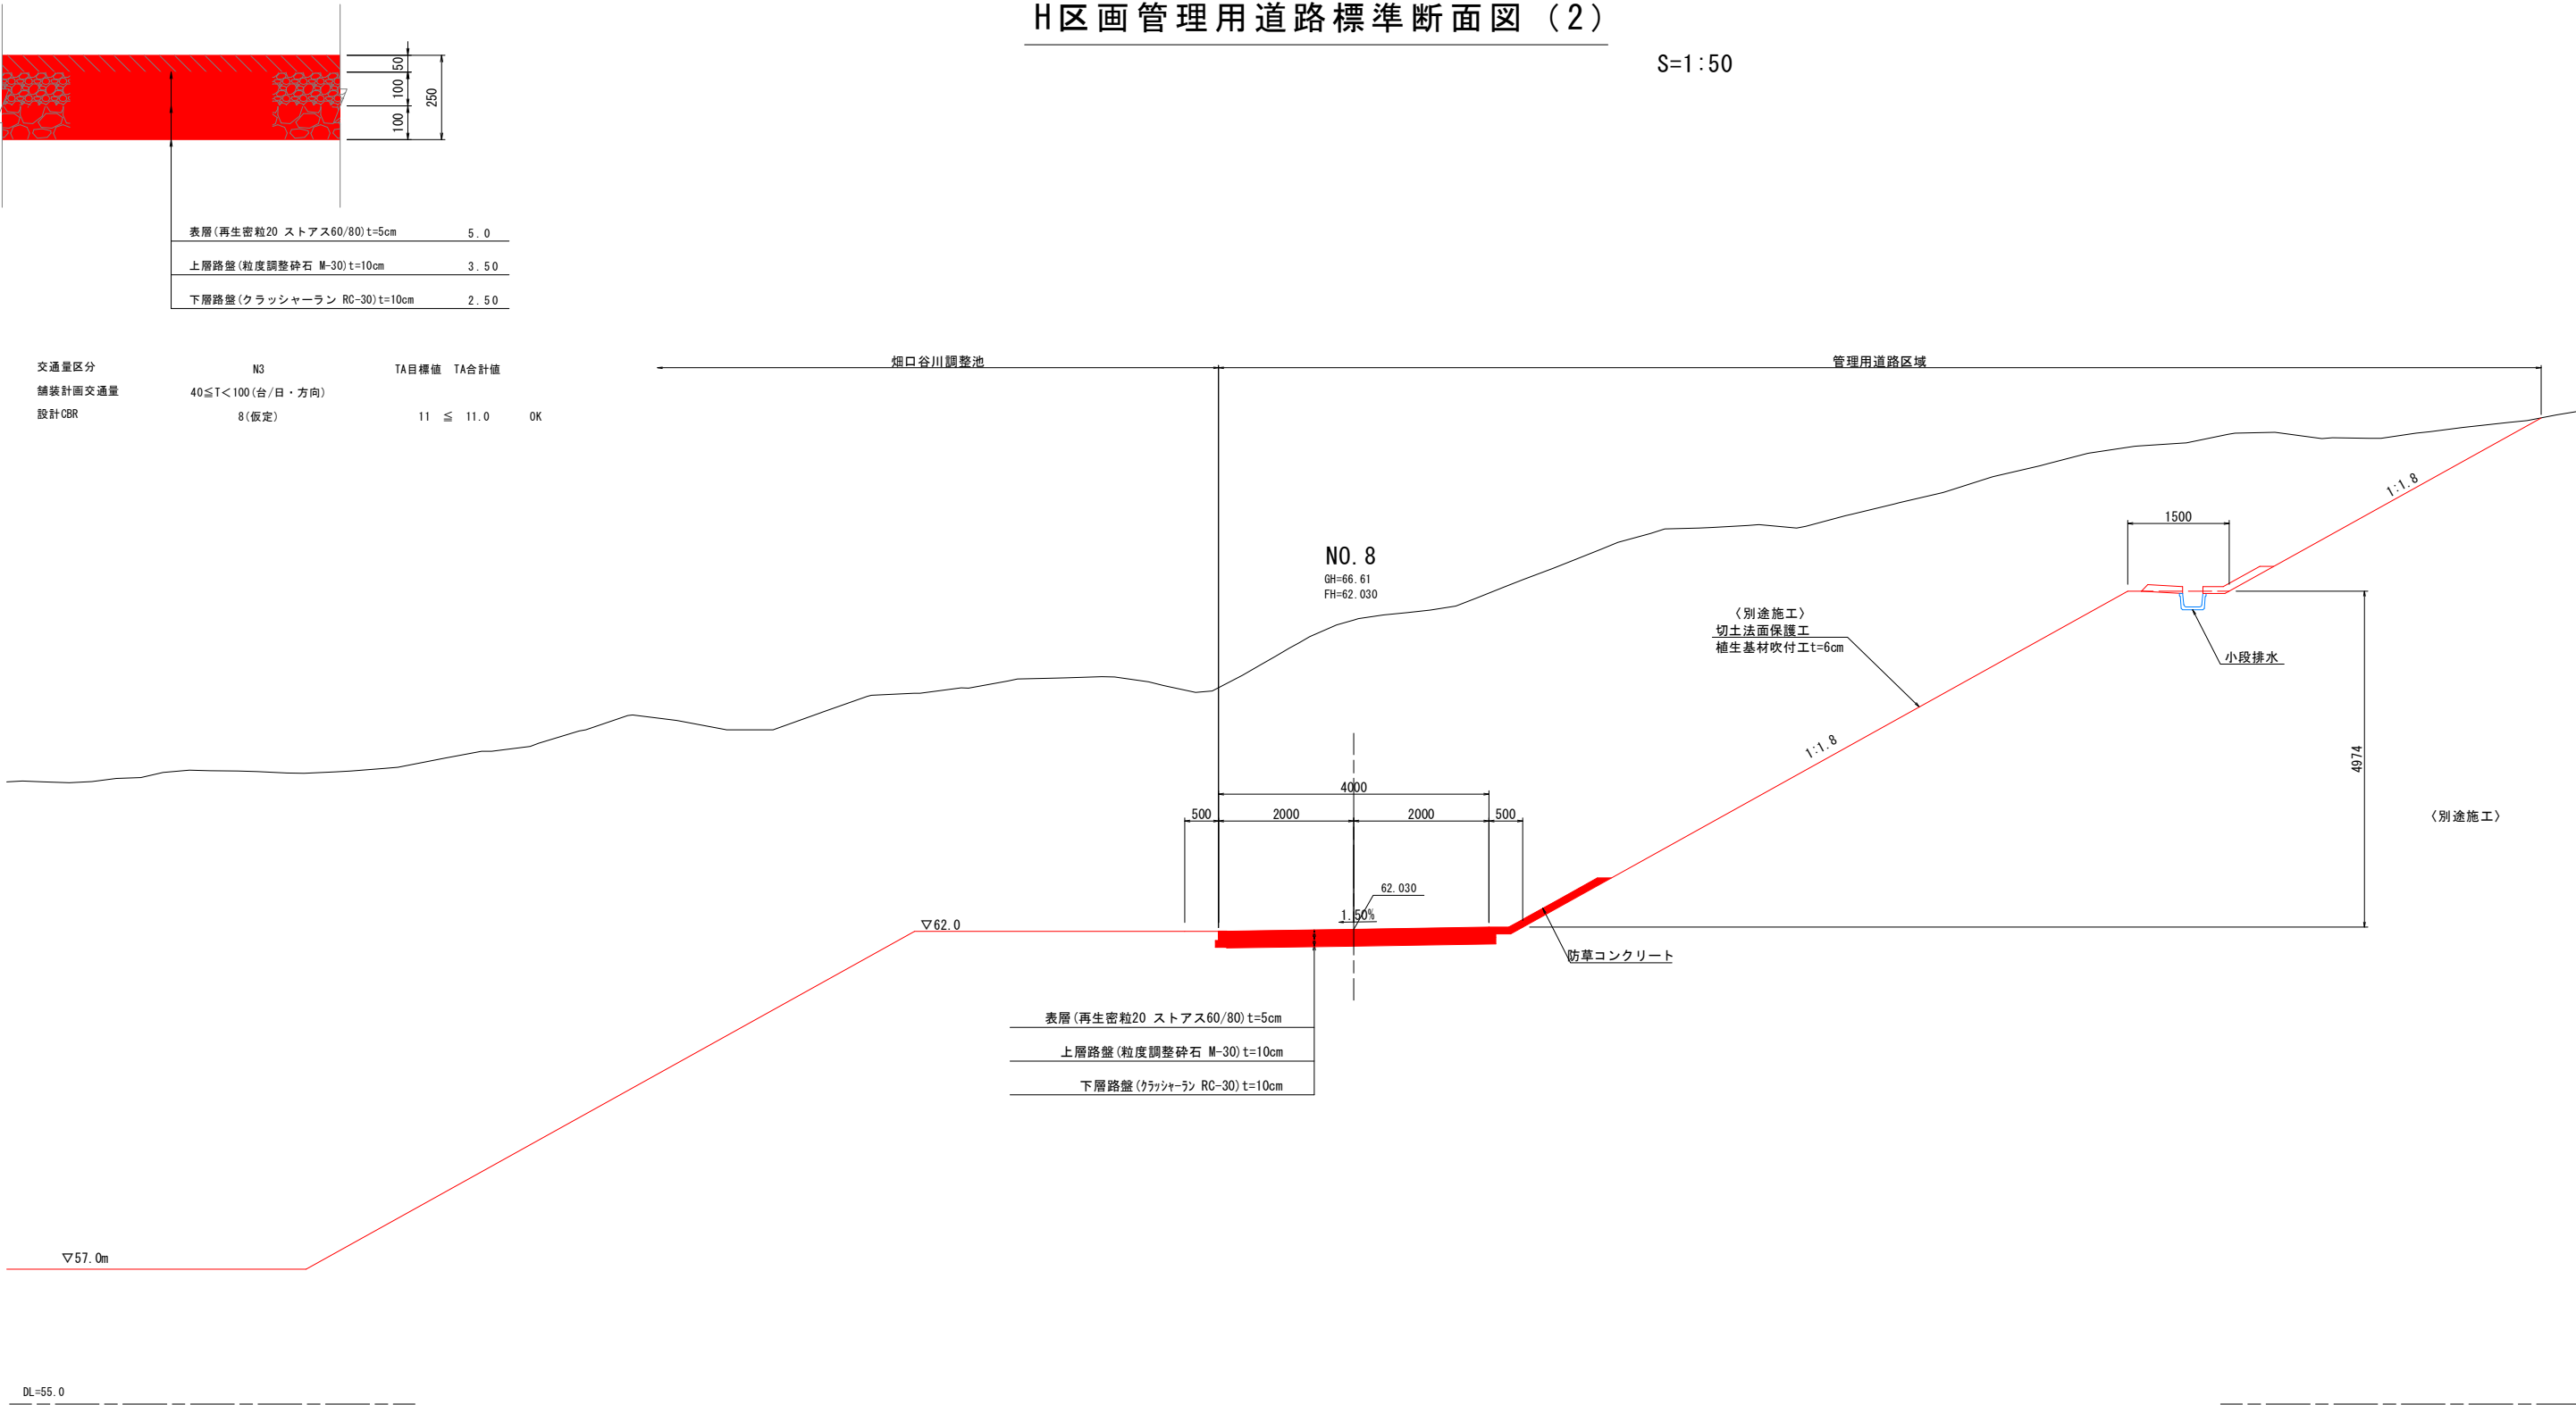 H区画管理用道路標準断面図（2）
S=1:50
50
100
100
250
表層(再生密粒20 ストアス60/80)t=5cm 5.0
上層路盤(粒度調整砕石 M-30)t=10cm 3.50
下層路盤(クラッシャーラン RC-30)t=10cm 2.50
交通量区分 N3 TA目標値 TA合計値
舗装計画交通量 40≦T＜100(台/日・方向)
設計CBR 8(仮定) 11 ≦ 11.0 OK
畑口谷川調整池
管理用道路区域
1:1.8
1500
NO.8
GH=66.61
FH=62.030
〈別途施工〉
切土法面保護工
植生基材吹付工t=6cm
小段排水
1:1.8
4974
4000
500 2000 2000 500
〈別途施工〉
62.030
1.50%
▽62.0
防草コンクリート
表層(再生密粒20 ストアス60/80)t=5cm
上層路盤(粒度調整砕石 M-30)t=10cm
下層路盤(ｸﾗｯｼｬｰﾗﾝ RC-30)t=10cm
▽57.0m
DL=55.0